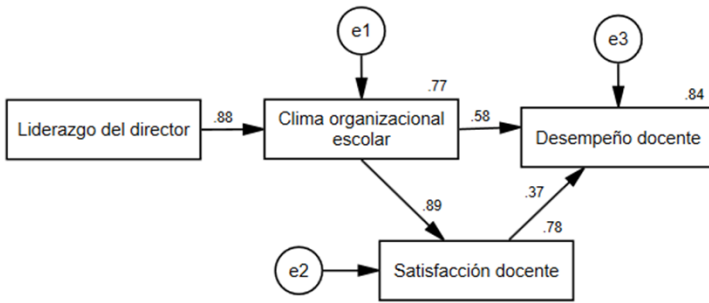 e1
e3
.77
.84
Liderazgo del director
.88
Clima organizacional
escolar
.58
Desempeño docente
.89
.37
.78
e2
Satisfacción docente